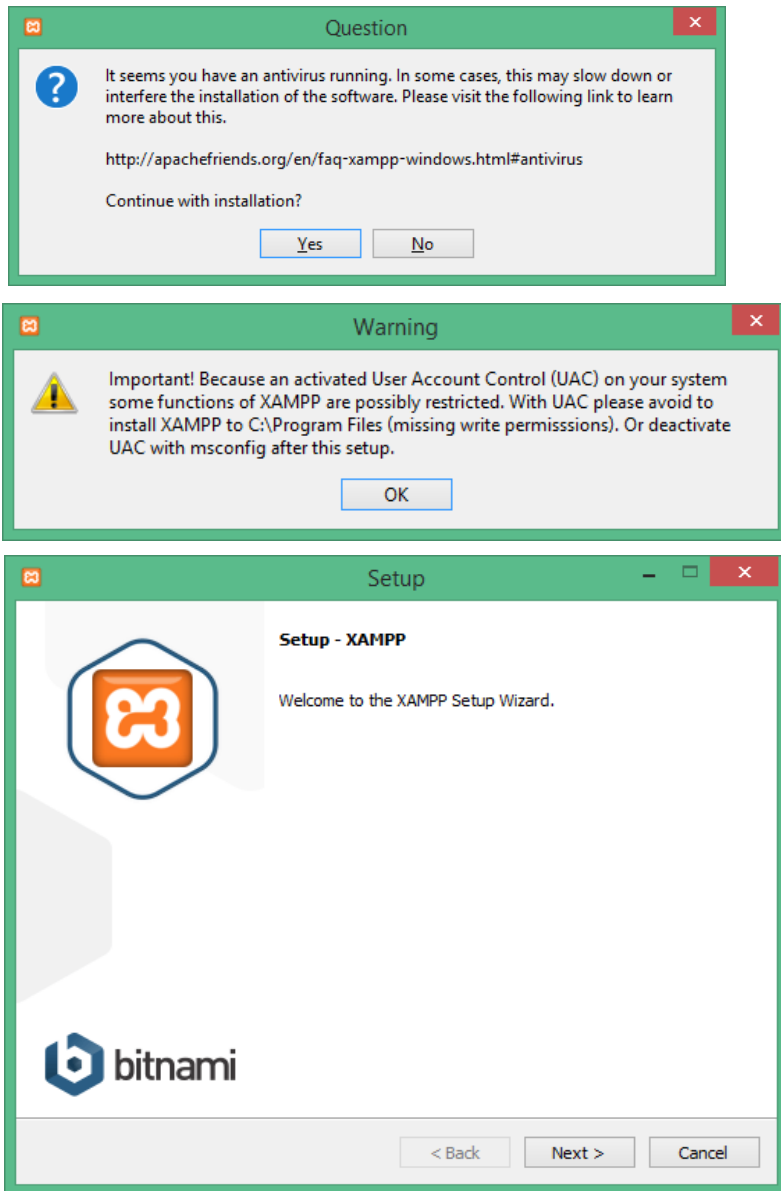 Question
It seems you have an antivirus running. In some cases, this may slow down or
interfere the installation of the software. Please visit the following link to learn
more about this.
http://apachefriends.org/en/faq-xampp-windows.html#antivirus
Continue with installation?
Yes No
Warning
Important! Because an activated User Account Control (UAC) on your system
some functions of XAMPP are possibly restricted. With UAC please avoid to
install XAMPP to C:\Program Files (missing write permisssions). Or deactivate
UAC with msconfig after this setup.
OK
Setup
Setup - XAMPP
Welcome to the XAMPP Setup Wizard.
bitnami
< Back Next > Cancel